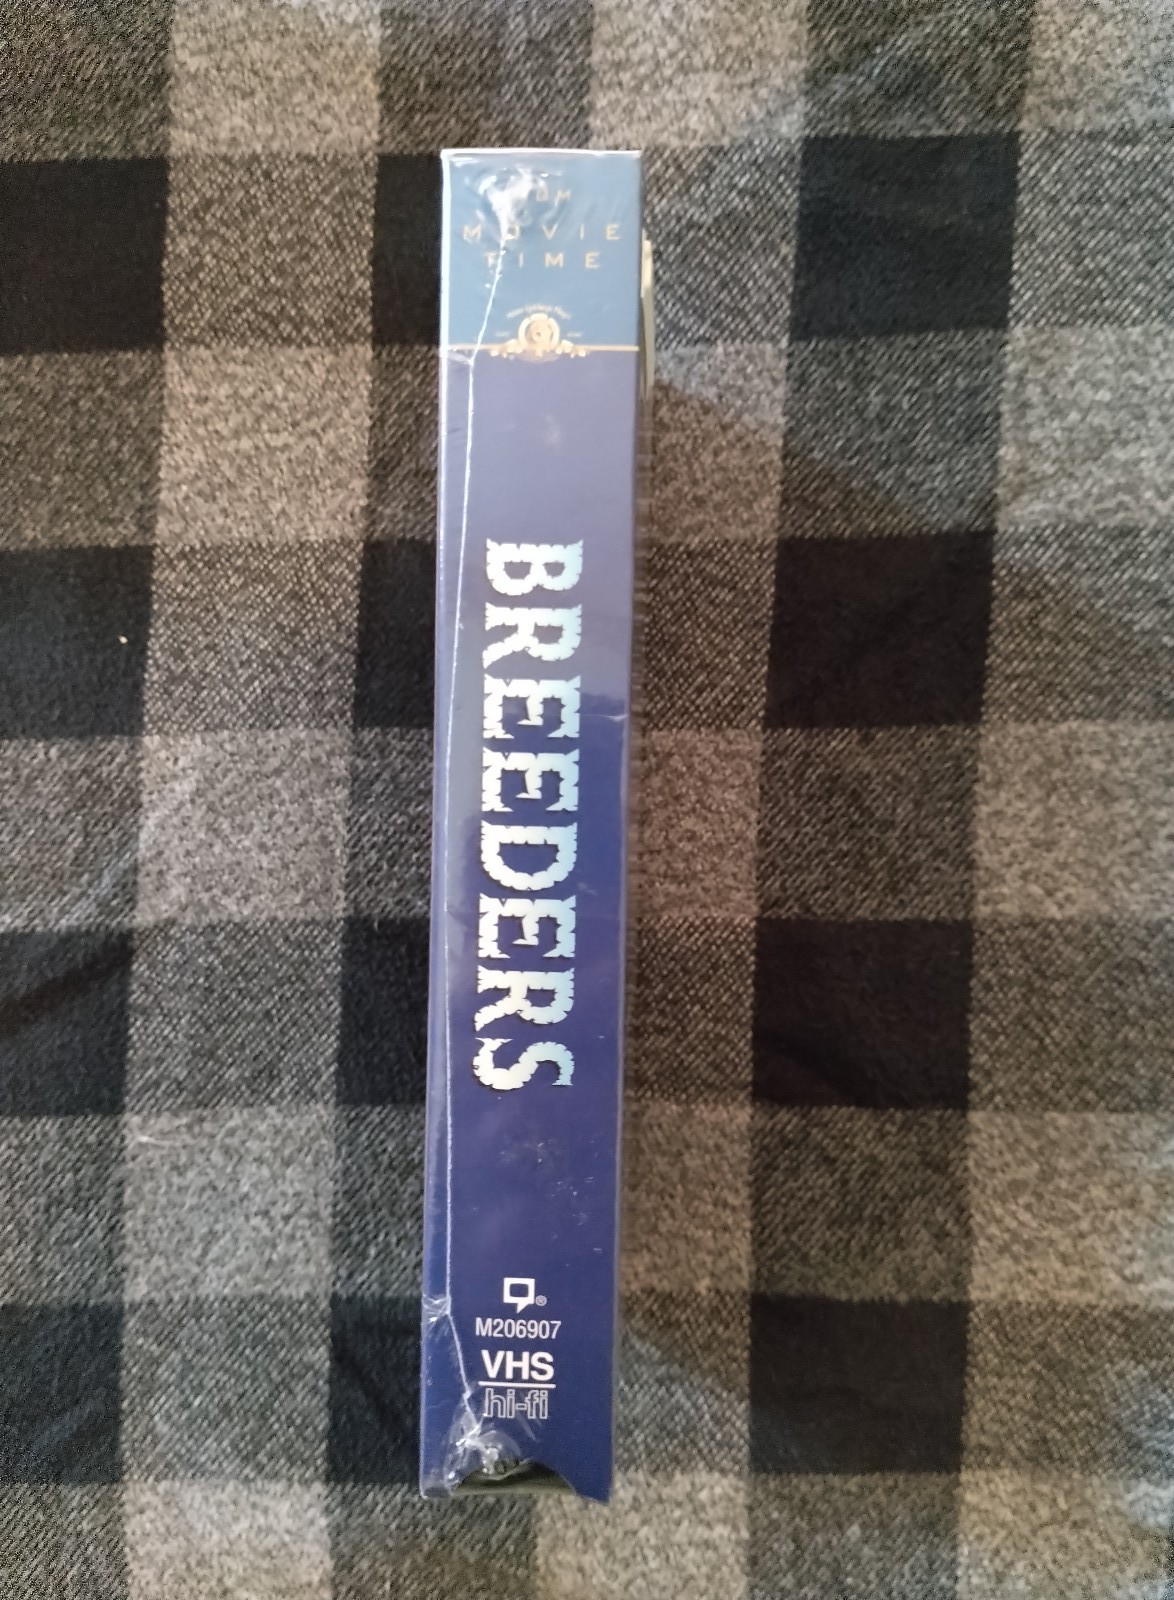 MOVIE
TIME
BREEDERS
®
M206907
VHS
hi-fi